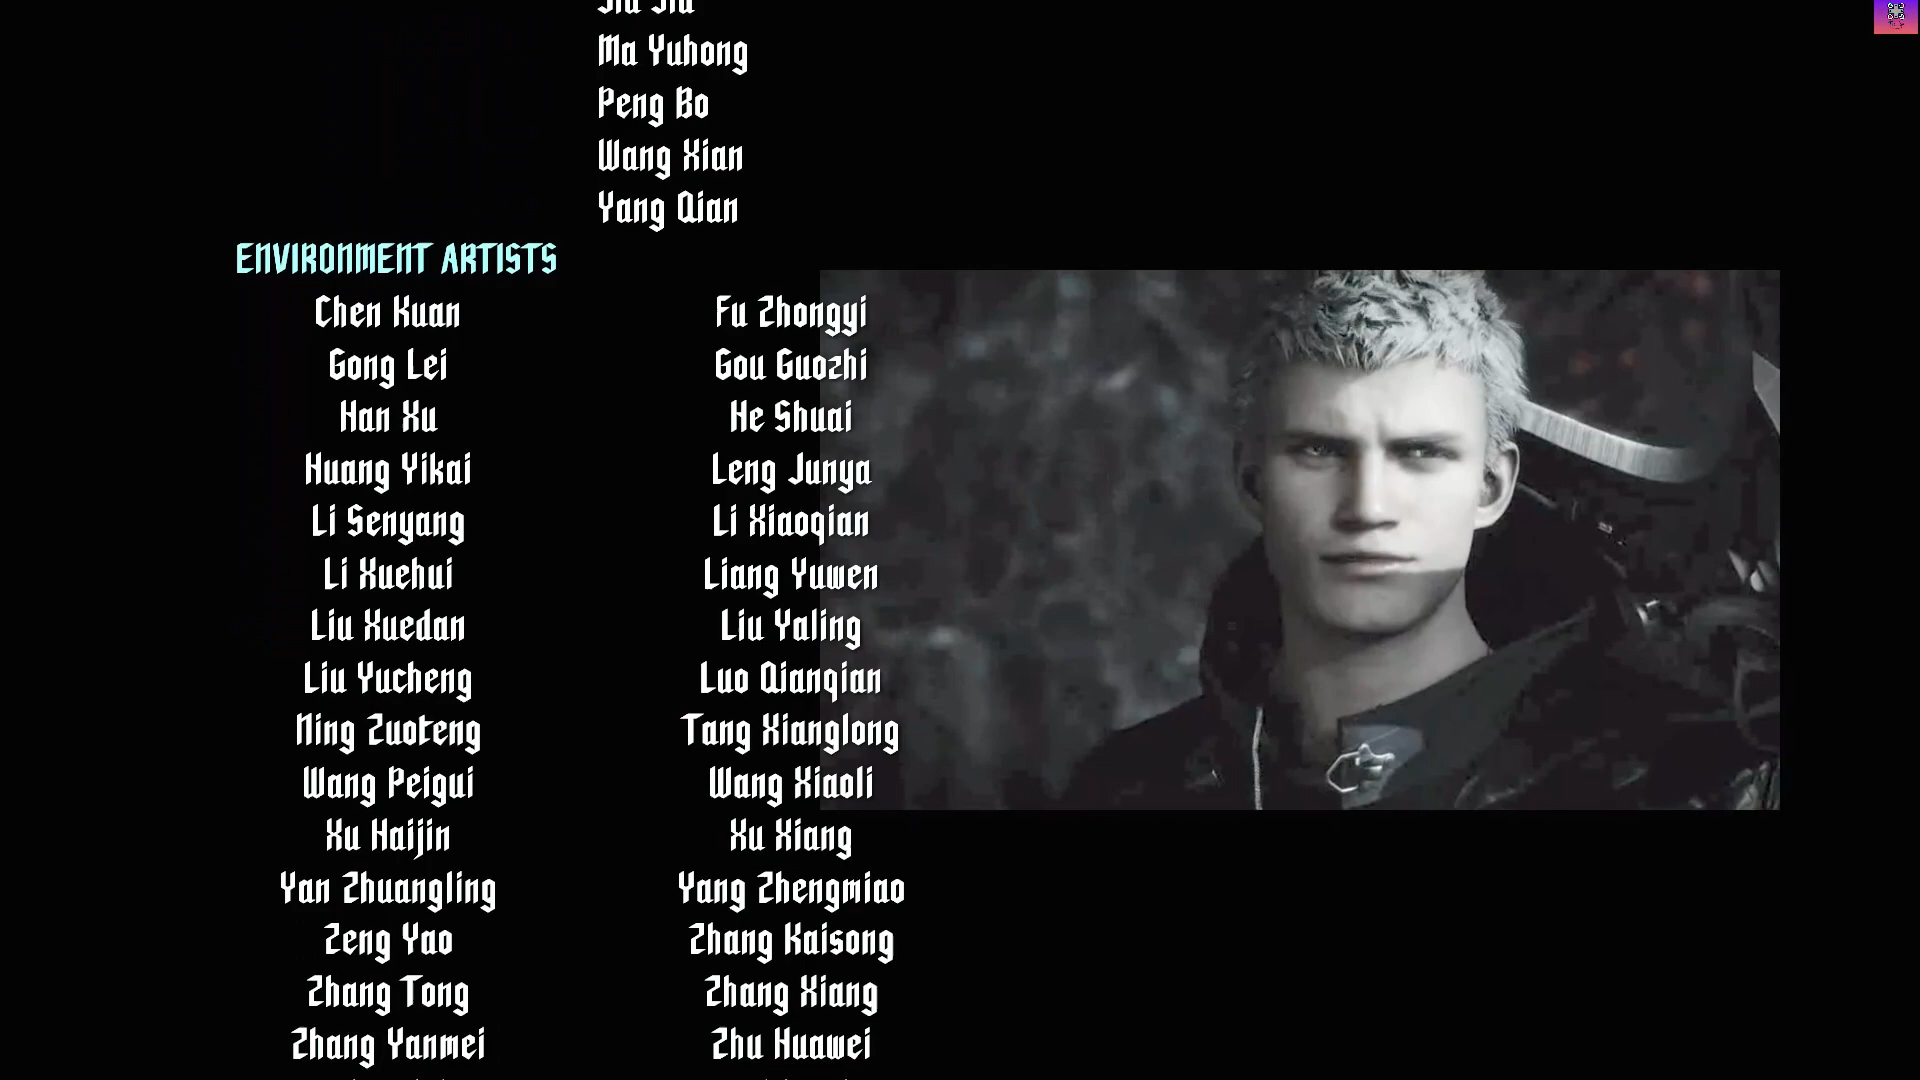 Ma Yuhong
Peng Bo
Wang Xian
Yang Qian
ENVIRONMENT ARTISTS
Chen Kuan Fu Zhongyi
Gong Lei Gou Guozhi
Han Xu He Shuai
Huang Yikai Leng Junya
Li Senyang Li Xiaoqian
Li Xuehui Liang Yuwen
Liu Xuedan Liu Yaling
Liu Yucheng Luo Qianqian
Ning Zuoteng Tang Xianglong
Wang Peigui Wang Xiaoli
Xu Haijin Xu Xiang
Yan Zhuangling Yang Zhengmiao
Zeng Yao Zhang Kaisong
Zhang Tong Zhang Xiang
Zhang Yanmei Zhu Huawei